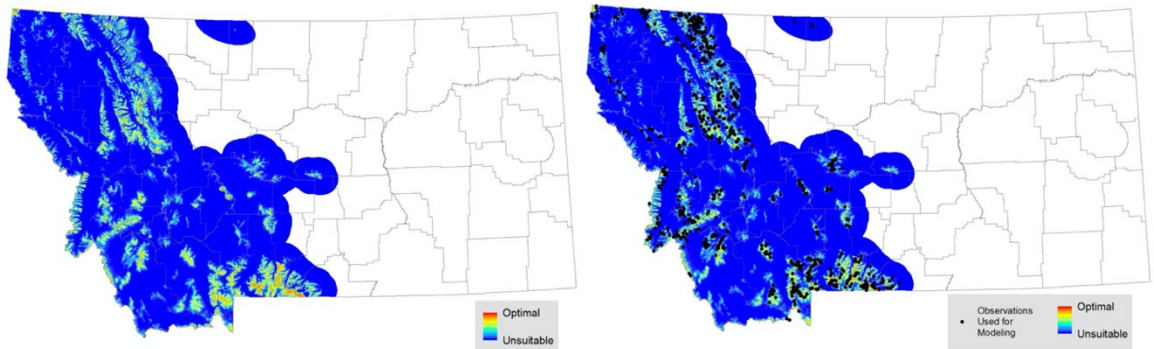 Optimal
Unsuitable
Observations
Used for
Modeling
Optimal
Unsuitable